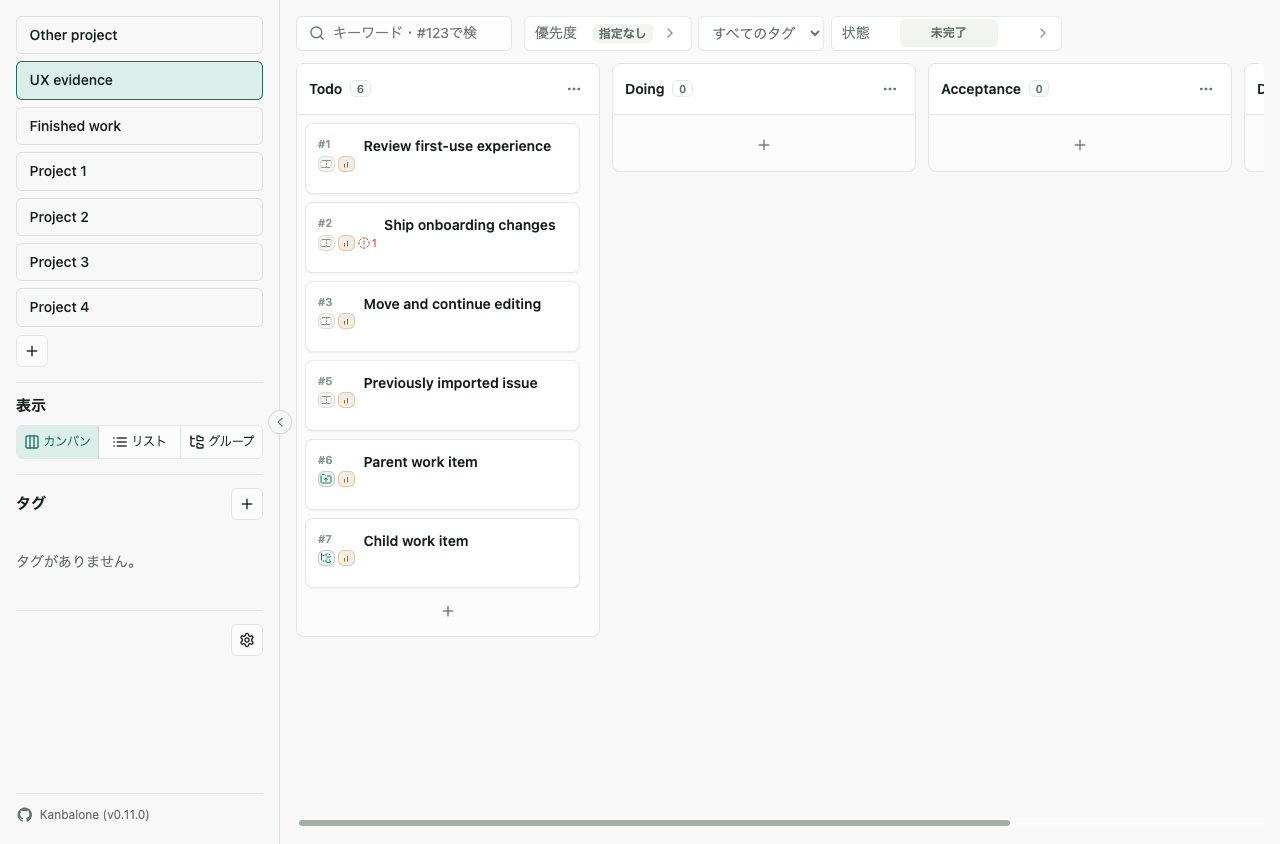 Other project
UX evidence
Finished work
Project 1
Project 2
Project 3
Project 4
表示
カンバン
リスト
グループ
タグ
タグがありません。
Kanbalone (v0.11.0)
キーワード・#123で検
優先度 指定なし
すべてのタグ
状態 未完了
Todo 6
#1 Review first-use experience
#2 Ship onboarding changes
1
#3 Move and continue editing
#5 Previously imported issue
#6 Parent work item
#7 Child work item
Doing 0
Acceptance 0